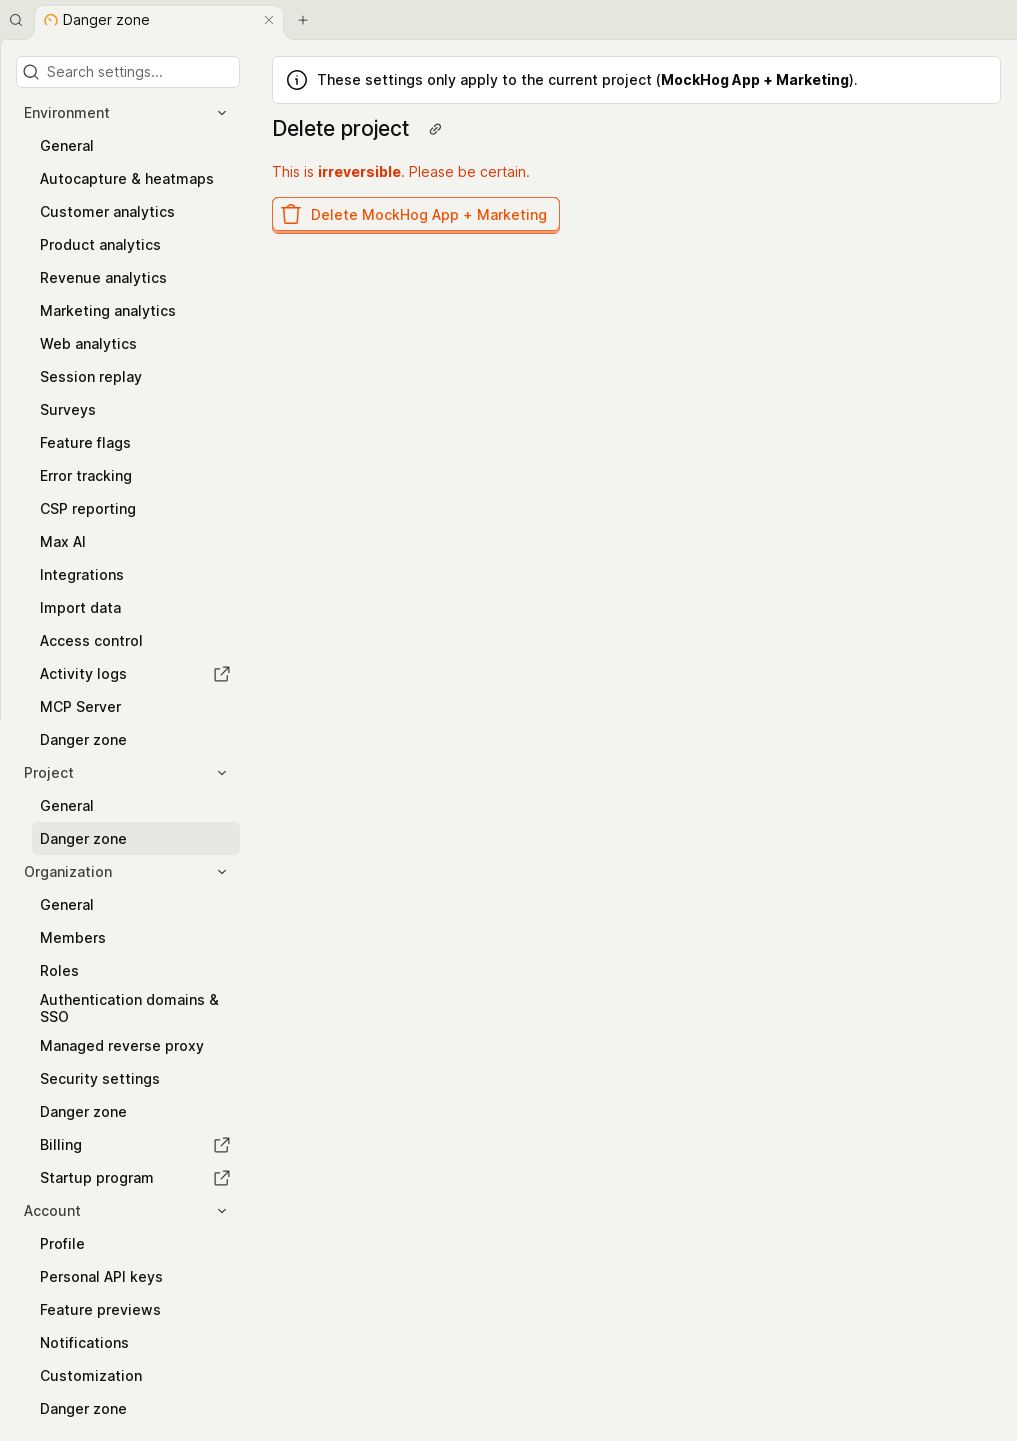 Danger zone
Search settings...
Environment
General
Autocapture & heatmaps
Customer analytics
Product analytics
Revenue analytics
Marketing analytics
Web analytics
Session replay
Surveys
Feature flags
Error tracking
CSP reporting
Max AI
Integrations
Import data
Access control
Activity logs
MCP Server
Danger zone
Project
General
Danger zone
Organization
General
Members
Roles
Authentication domains &
SSO
Managed reverse proxy
Security settings
Danger zone
Billing
Startup program
Account
Profile
Personal API keys
Feature previews
Notifications
Customization
Danger zone
These settings only apply to the current project (MockHog App + Marketing).
Delete project
This is irreversible. Please be certain.
Delete MockHog App + Marketing